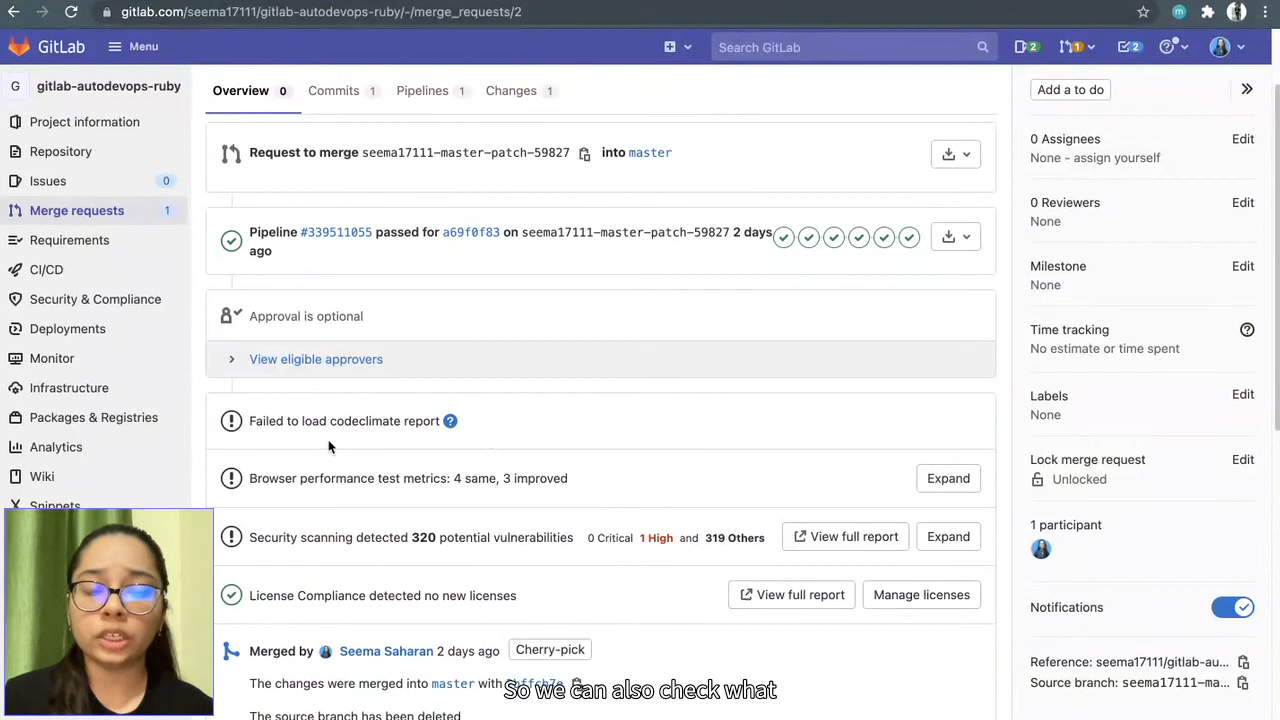 gitlab.com/seema17111/gitlab-autodevops-ruby/-/merge_requests/2
GitLab
Menu
Search GitLab
2
1
2
G gitlab-autodevops-ruby
Project information
Repository
Issues 0
Merge requests 1
Requirements
CI/CD
Security & Compliance
Deployments
Monitor
Infrastructure
Packages & Registries
Analytics
Wiki
Snippets
Overview 0 Commits 1 Pipelines 1 Changes 1
Request to merge seema17111-master-patch-59827 into master
Pipeline #339511055 passed for a69f0f83 on seema17111-master-patch-59827 2 days
ago
Approval is optional
View eligible approvers
Failed to load codeclimate report ?
Browser performance test metrics: 4 same, 3 improved Expand
Security scanning detected 320 potential vulnerabilities 0 Critical 1 High and 319 Others View full report Expand
License Compliance detected no new licenses View full report Manage licenses
Merged by Seema Saharan 2 days ago Cherry-pick
The changes were merged into master with
The source branch has been deleted
Add a to do
0 Assignees Edit
None - assign yourself
0 Reviewers Edit
None
Milestone Edit
None
Time tracking
No estimate or time spent
Labels Edit
None
Lock merge request Edit
Unlocked
1 participant
Notifications
Reference: seema17111/gitlab-au...
Source branch: seema17111-ma...
So we can also check what